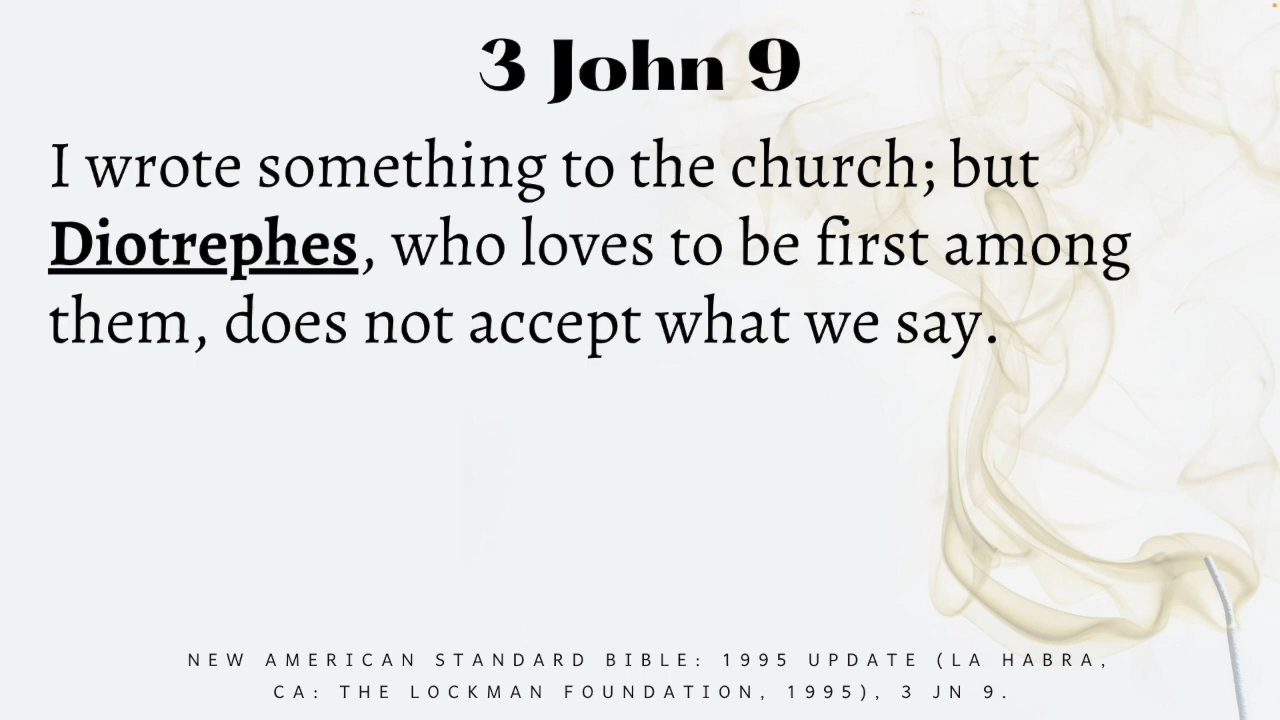 3 John 9
I wrote something to the church; but
Diotrephes, who loves to be first among
them, does not accept what we say.
NEW AMERICAN STANDARD BIBLE: 1995 UPDATE (LA HABRA,
CA: THE LOCKMAN FOUNDATION, 1995), 3 JN 9.